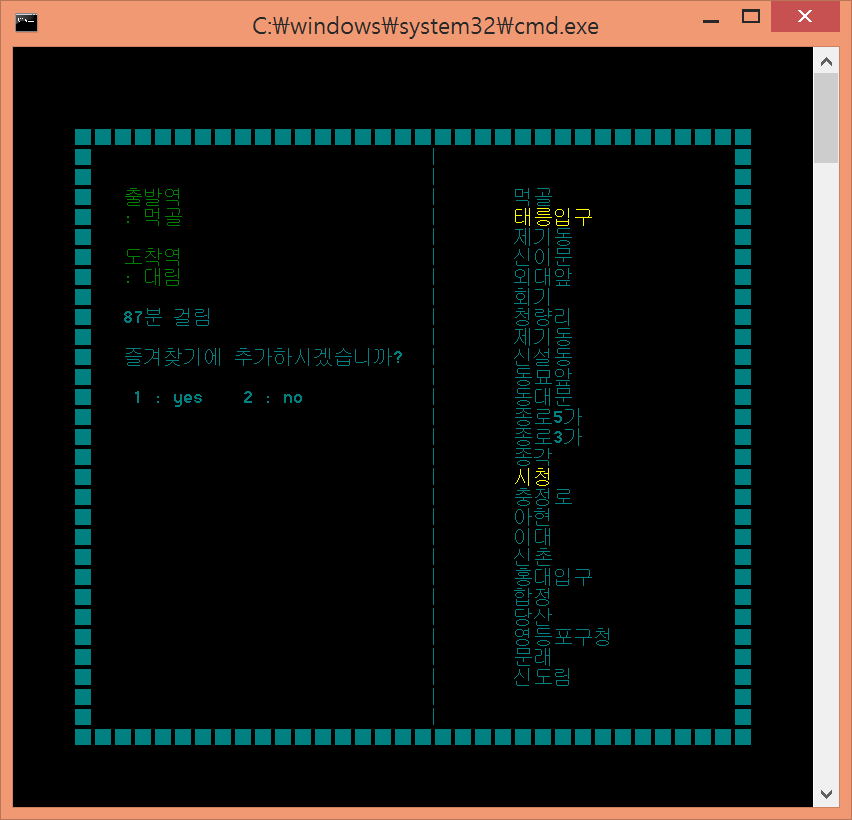 C:₩windows₩system32₩cmd.exe
출발역
: 먹골
도착역
: 대림
87분 걸림
즐겨찾기에 추가하시겠습니까?
1 : yes 2 : no
먹골
태릉입구
제기동
신이문
외대앞
회기
청량리
제기동
신설동
동묘앞
동대문
종로5가
종로3가
종각
시청
충정로
아현
이대
신촌
홍대입구
합정
당산
영등포구청
문래
신도림